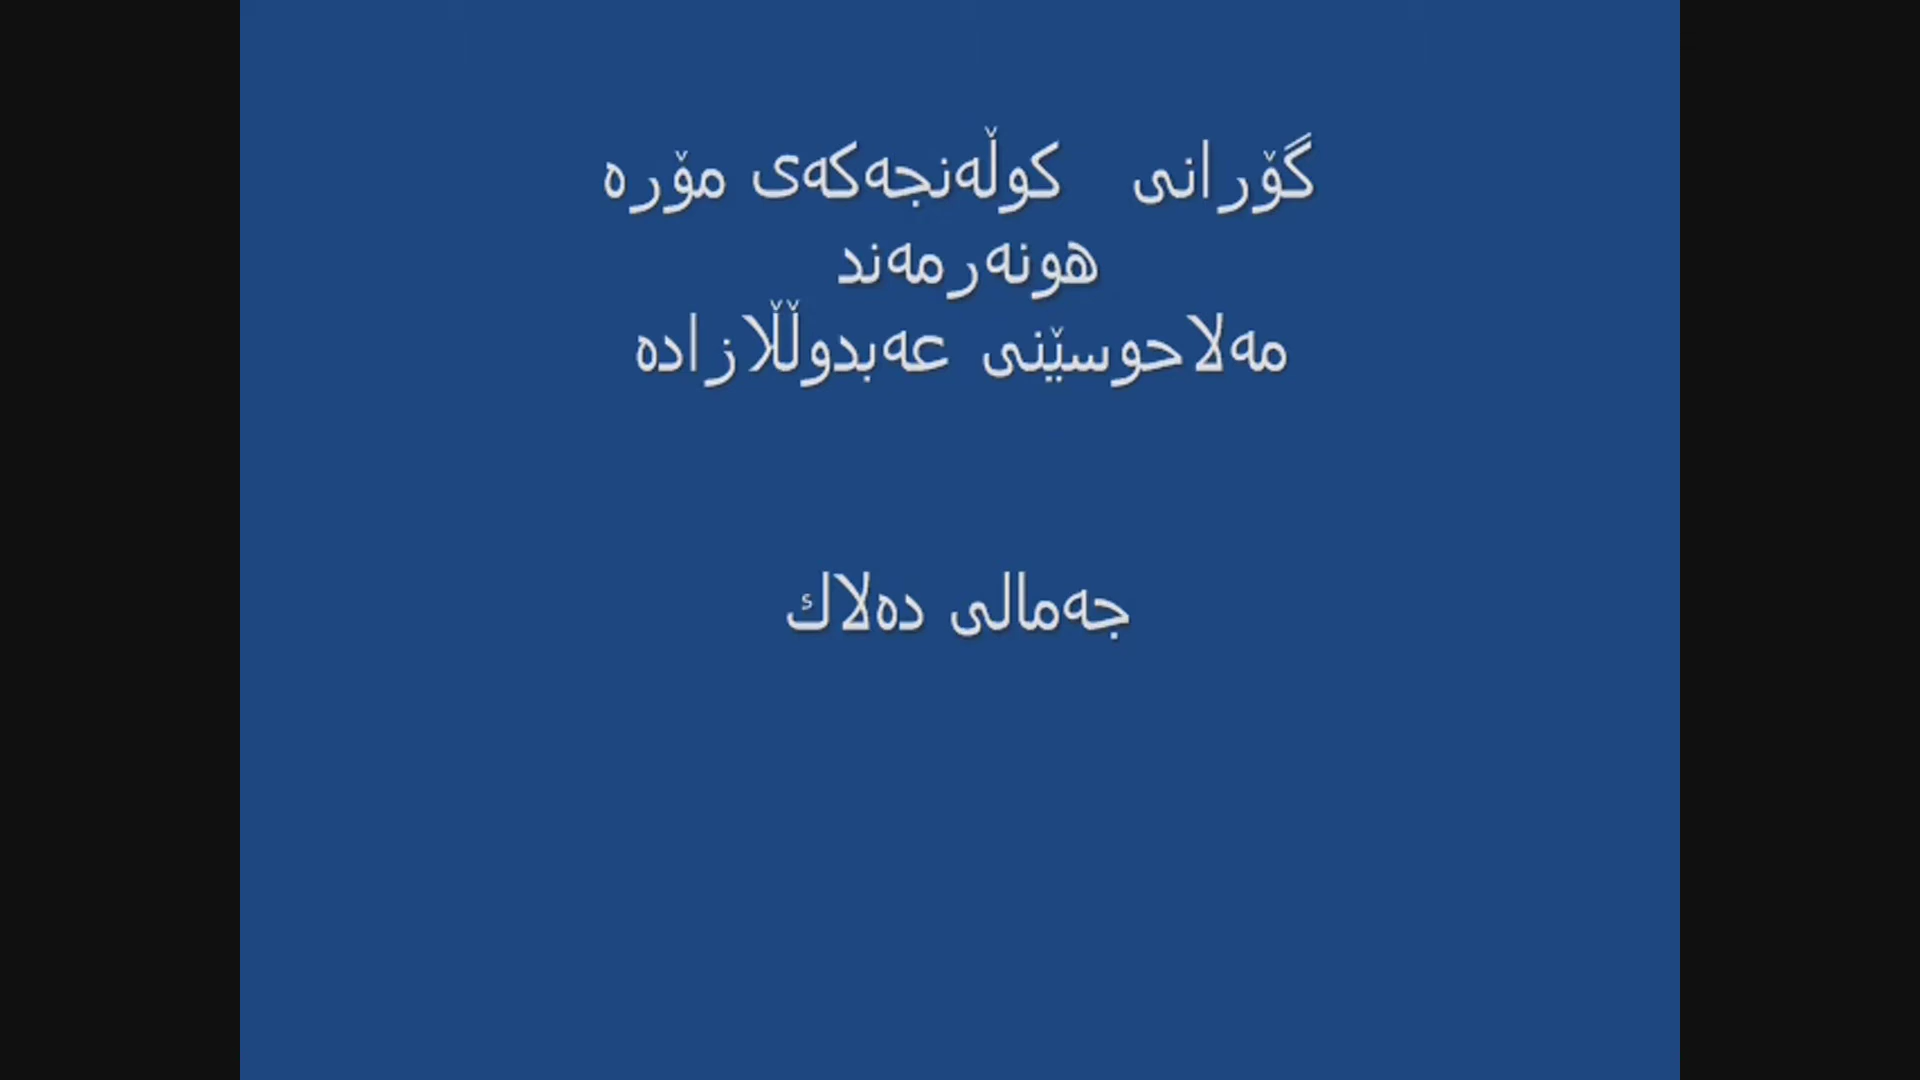 گۆرانی کوڵەنجەکەی مۆرە
هونەرمەند
مەلاحوسێنی عەبدوڵڵازادە
جەمالی دەلاك